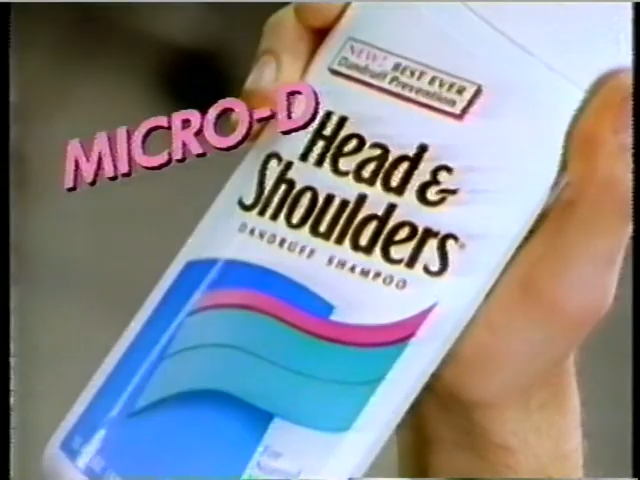 NEW! BEST EVER
Dandruff Prevention
MICRO-D
Head &
Shoulders®
DANDRUFF SHAMPOO